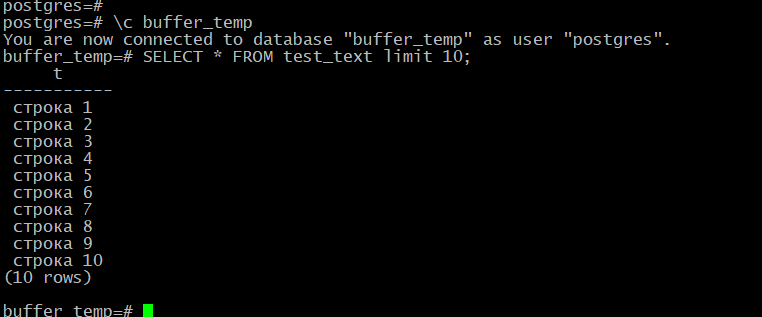 postgres=#
postgres=# \c buffer_temp
You are now connected to database "buffer_temp" as user "postgres".
buffer_temp=# SELECT * FROM test_text limit 10;
t
-----------
строка 1
строка 2
строка 3
строка 4
строка 5
строка 6
строка 7
строка 8
строка 9
строка 10
(10 rows)
buffer_temp=#